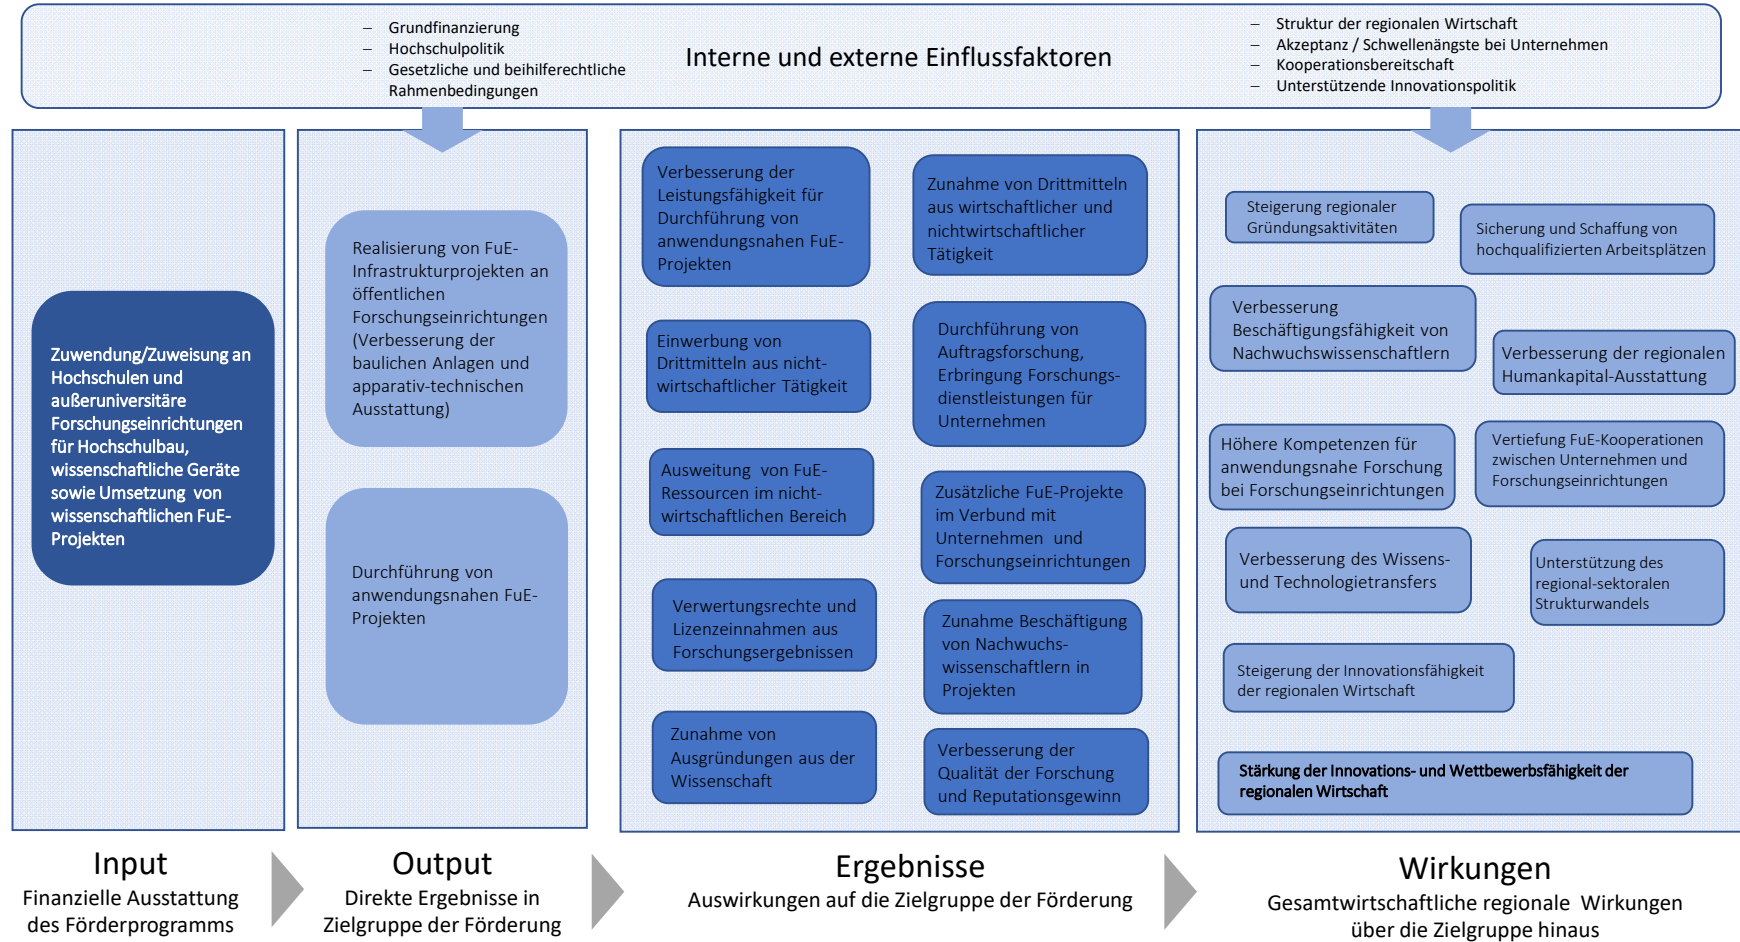 – Grundfinanzierung
– Hochschulpolitik
– Gesetzliche und beihilferechtliche
Rahmenbedingungen
Interne und externe Einflussfaktoren
– Struktur der regionalen Wirtschaft
– Akzeptanz / Schwellenängste bei Unternehmen
– Kooperationsbereitschaft
– Unterstützende Innovationspolitik
Zuwendung/Zuweisung an
Hochschulen und
außeruniversitäre
Forschungseinrichtungen
für Hochschulbau,
wissenschaftliche Geräte
sowie Umsetzung von
wissenschaftlichen FuE-
Projekten
Realisierung von FuE-
Infrastrukturprojekten an
öffentlichen
Forschungseinrichtungen
(Verbesserung der
baulichen Anlagen und
apparativ-technischen
Ausstattung)
Durchführung von
anwendungsnahen FuE-
Projekten
Verbesserung der
Leistungsfähigkeit für
Durchführung von
anwendungsnahen FuE-
Projekten
Einwerbung von
Drittmitteln aus nicht-
wirtschaftlicher Tätigkeit
Ausweitung von FuE-
Ressourcen im nicht-
wirtschaftlichen Bereich
Verwertungsrechte und
Lizenzeinnahmen aus
Forschungsergebnissen
Zunahme von
Ausgründungen aus der
Wissenschaft
Zunahme von Drittmitteln
aus wirtschaftlicher und
nichtwirtschaftlicher
Tätigkeit
Durchführung von
Auftragsforschung,
Erbringung Forschungs-
dienstleistungen für
Unternehmen
Zusätzliche FuE-Projekte
im Verbund mit
Unternehmen und
Forschungseinrichtungen
Zunahme Beschäftigung
von Nachwuchs-
wissenschaftlern in
Projekten
Verbesserung der
Qualität der Forschung
und Reputationsgewinn
Steigerung regionaler
Gründungsaktivitäten
Sicherung und Schaffung von
hochqualifizierten Arbeitsplätzen
Verbesserung
Beschäftigungsfähigkeit von
Nachwuchswissenschaftlern
Verbesserung der regionalen
Humankapital-Ausstattung
Höhere Kompetenzen für
anwendungsnahe Forschung
bei Forschungseinrichtungen
Vertiefung FuE-Kooperationen
zwischen Unternehmen und
Forschungseinrichtungen
Verbesserung des Wissens-
und Technologietransfers
Unterstützung des
regional-sektoralen
Strukturwandels
Steigerung der Innovationsfähigkeit
der regionalen Wirtschaft
Stärkung der Innovations- und Wettbewerbsfähigkeit der
regionalen Wirtschaft
Input
Finanzielle Ausstattung
des Förderprogramms
Output
Direkte Ergebnisse in
Zielgruppe der Förderung
Ergebnisse
Auswirkungen auf die Zielgruppe der Förderung
Wirkungen
Gesamtwirtschaftliche regionale Wirkungen
über die Zielgruppe hinaus